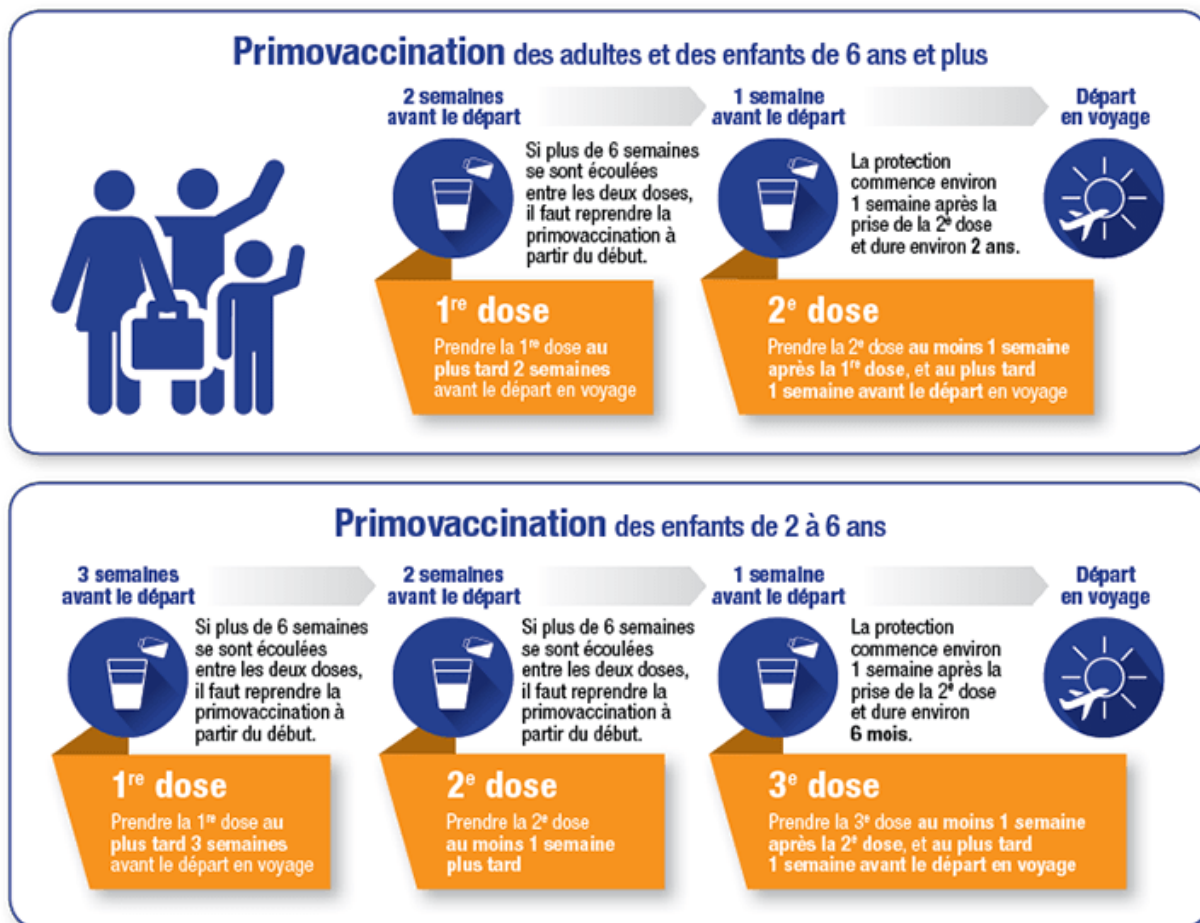 Primovaccination des adultes et des enfants de 6 ans et plus
2 semaines
avant le départ
Si plus de 6 semaines
se sont écoulées
entre les deux doses,
il faut reprendre la
primovaccination à
partir du début.
1re dose
Prendre la 1re dose au
plus tard 2 semaines
avant le départ en voyage
1 semaine
avant le départ
La protection
commence environ
1 semaine après la
prise de la 2e dose
et dure environ 2 ans.
2e dose
Prendre la 2e dose au moins 1 semaine
après la 1re dose, et au plus tard
1 semaine avant le départ en voyage
Départ
en voyage
Primovaccination des enfants de 2 à 6 ans
3 semaines
avant le départ
Si plus de 6 semaines
se sont écoulées
entre les deux doses,
il faut reprendre la
primovaccination à
partir du début.
1re dose
Prendre la 1re dose au
plus tard 3 semaines
avant le départ en voyage
2 semaines
avant le départ
Si plus de 6 semaines
se sont écoulées
entre les deux doses,
il faut reprendre la
primovaccination à
partir du début.
2e dose
Prendre la 2e dose
au moins 1 semaine
plus tard
1 semaine
avant le départ
La protection
commence environ
1 semaine après la
prise de la 2e dose
et dure environ
6 mois.
3e dose
Prendre la 3e dose au moins 1 semaine
après la 2e dose, et au plus tard
1 semaine avant le départ en voyage
Départ
en voyage